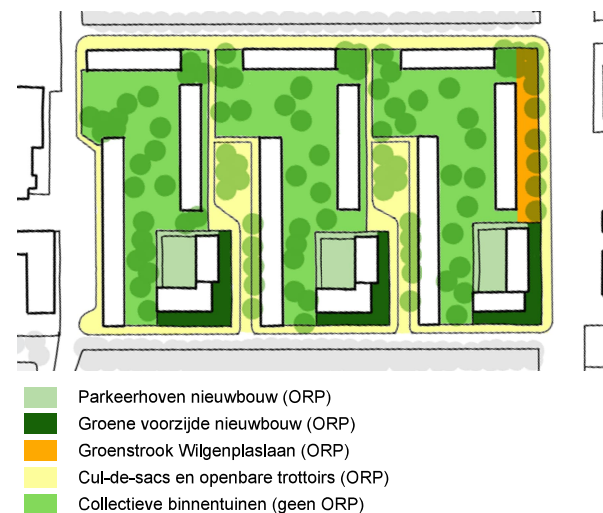 Parkeerhoven nieuwbouw (ORP)
Groene voorzijde nieuwbouw (ORP)
Groenstrook Wilgenplaslaan (ORP)
Cul-de-sacs en openbare trottoirs (ORP)
Collectieve binnentuinen (geen ORP)